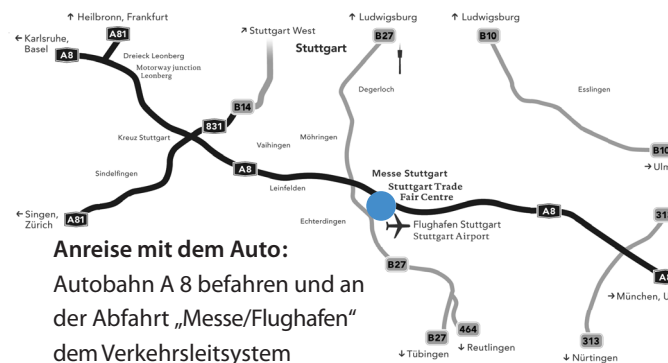 ↑ Heilbronn, Frankfurt
↗ Stuttgart West
↑ Ludwigsburg
↑ Ludwigsburg
← Karlsruhe,
Basel
A81
A8
B27
B10
Stuttgart
Dreieck Leonberg
Motorway junction
Leonberg
Degerloch
Esslingen
B14
831
Kreuz Stuttgart
Möhringen
Vaihingen
B10
→ Ulm
A8
Sindelfingen
Leinfelden
Messe Stuttgart
Stuttgart Trade
Fair Centre
← Singen,
Zürich
A81
Echterdingen
Flughafen Stuttgart
Stuttgart Airport
A8
B27
→ München,
464
B27
313
↓ Tübingen
↓ Reutlingen
↓ Nürtingen
Anreise mit dem Auto:
Autobahn A 8 befahren und an
der Abfahrt „Messe/Flughafen“
dem Verkehrsleitsystem